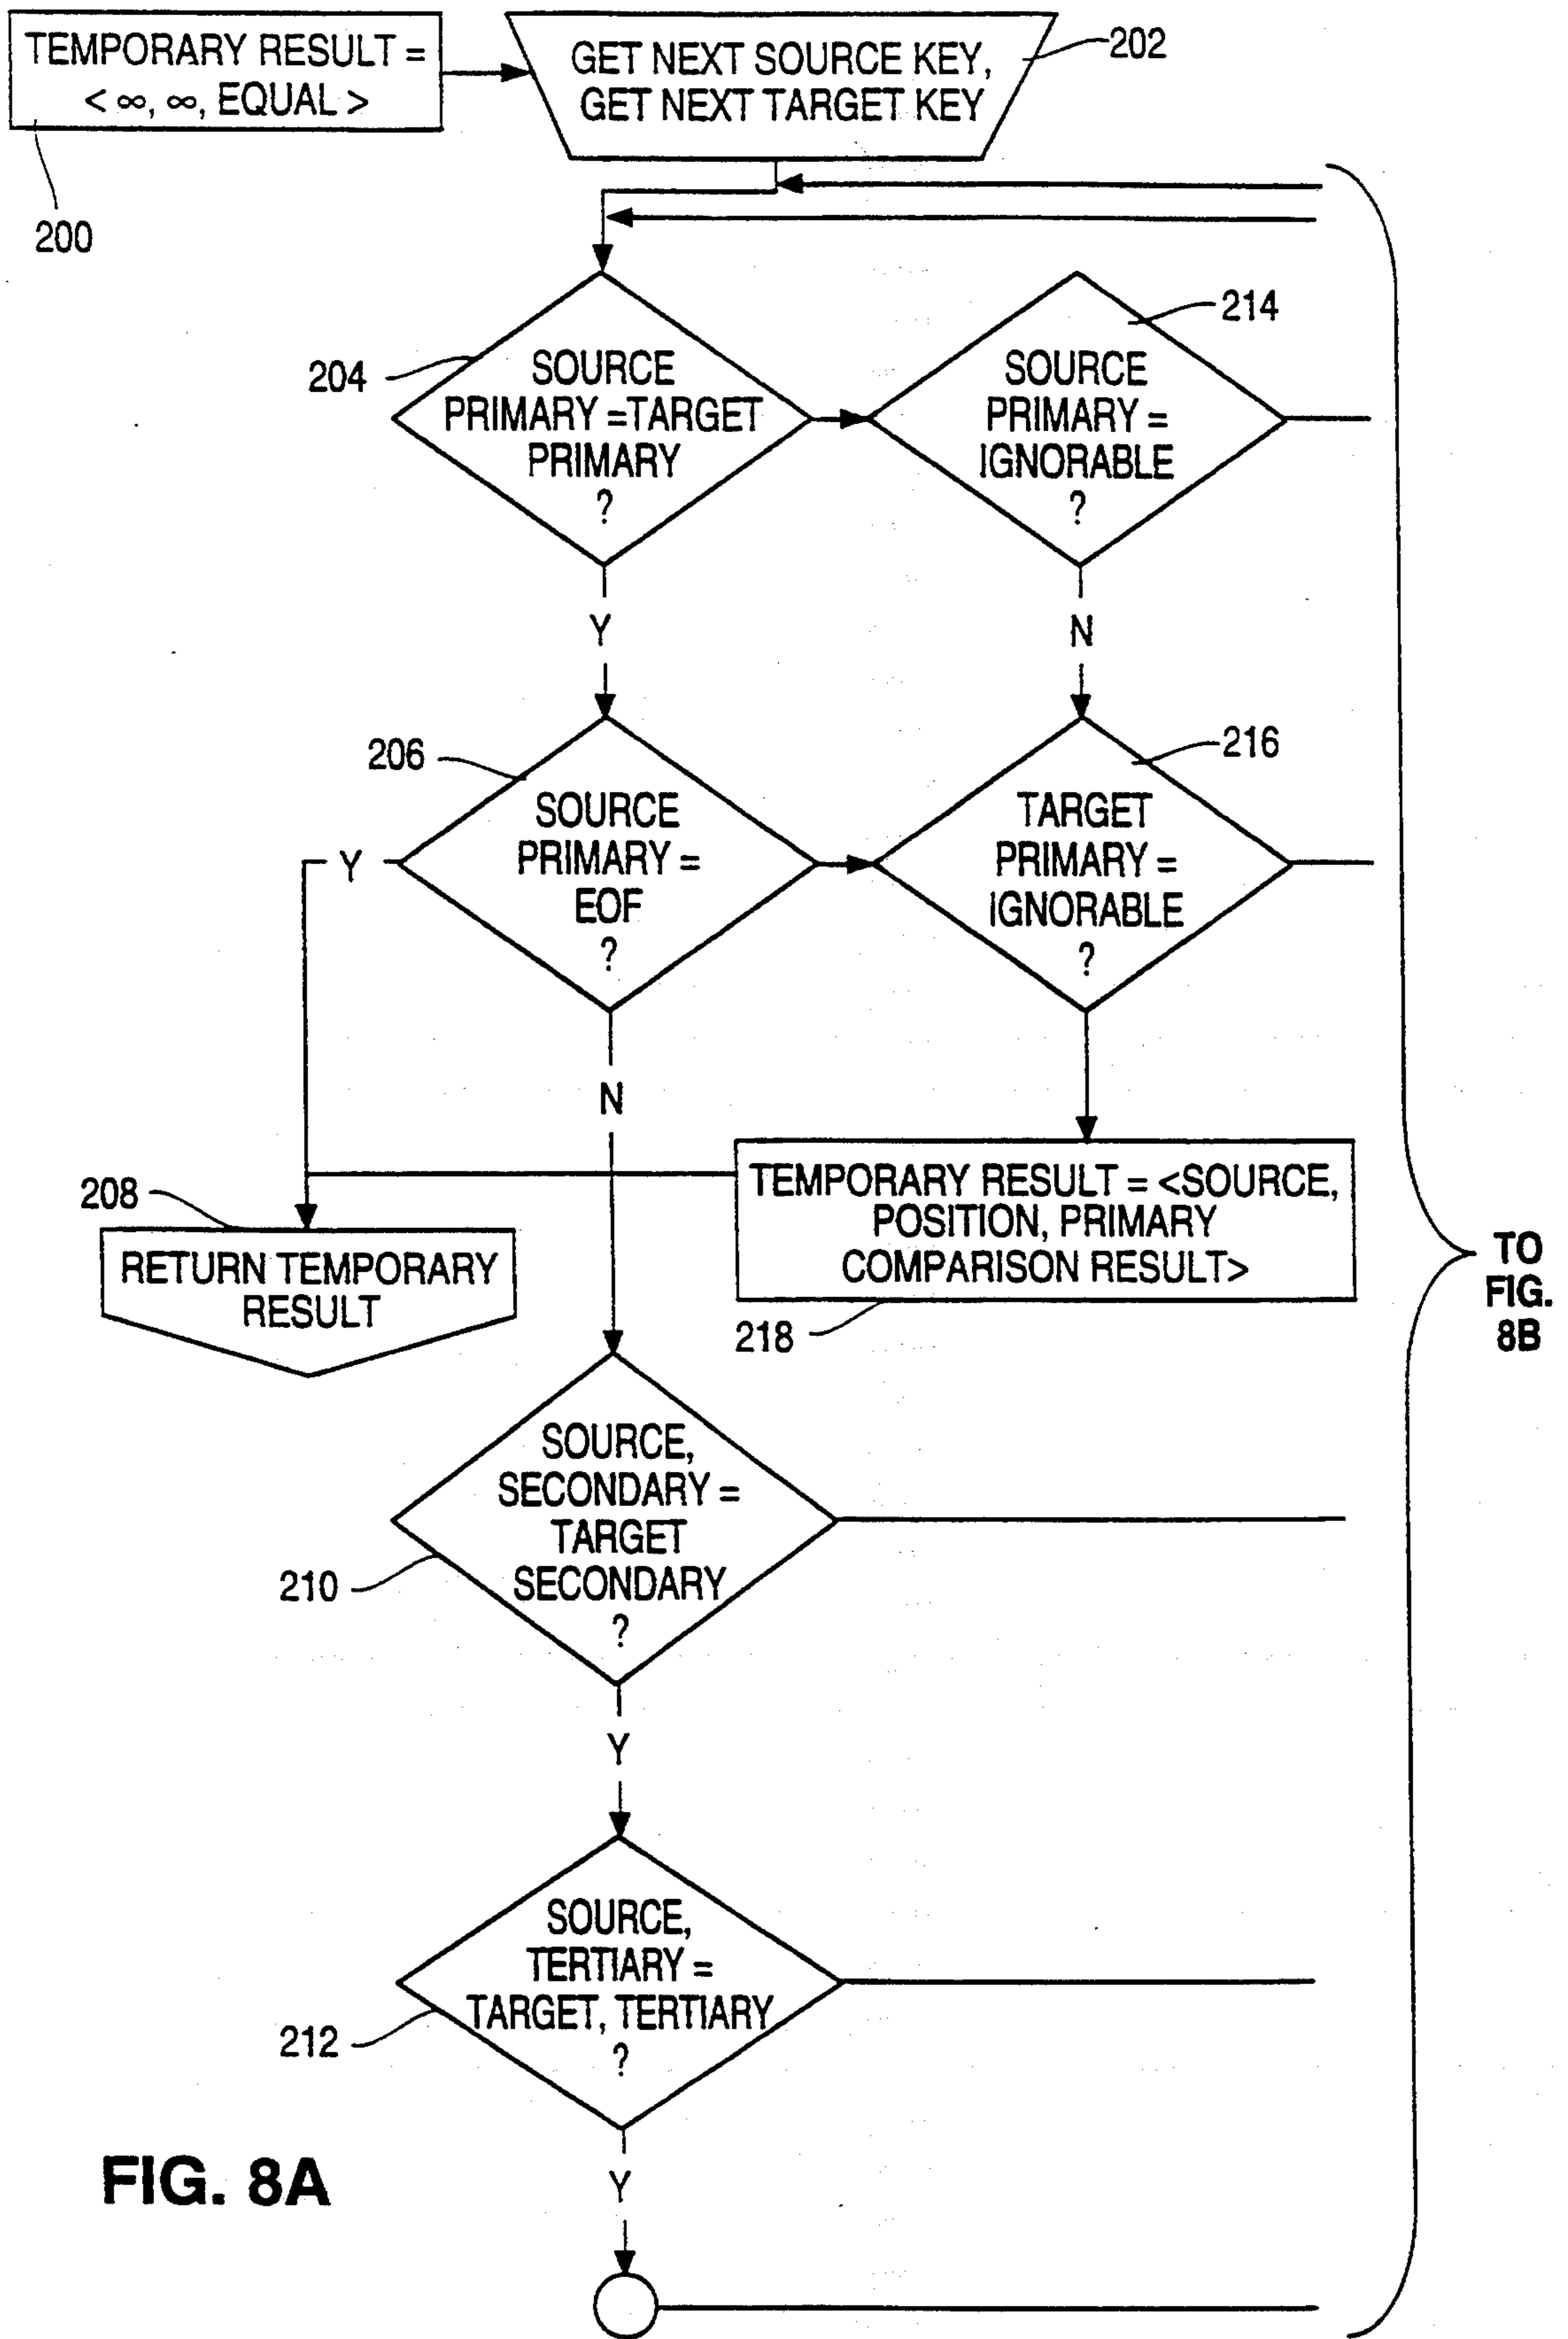 TEMPORARY RESULT =
< ∞, ∞, EQUAL >
200
GET NEXT SOURCE KEY,
GET NEXT TARGET KEY
202
204
SOURCE
PRIMARY =TARGET
PRIMARY
?
214
SOURCE
PRIMARY =
IGNORABLE
?
Y
N
206
SOURCE
PRIMARY =
EOF
?
216
TARGET
PRIMARY =
IGNORABLE
?
Y
N
208
RETURN TEMPORARY
RESULT
TEMPORARY RESULT = <SOURCE,
POSITION, PRIMARY
COMPARISON RESULT>
218
TO
FIG.
8B
SOURCE,
SECONDARY =
TARGET
SECONDARY
?
210
Y
SOURCE,
TERTIARY =
TARGET, TERTIARY
?
212
Y
FIG. 8A